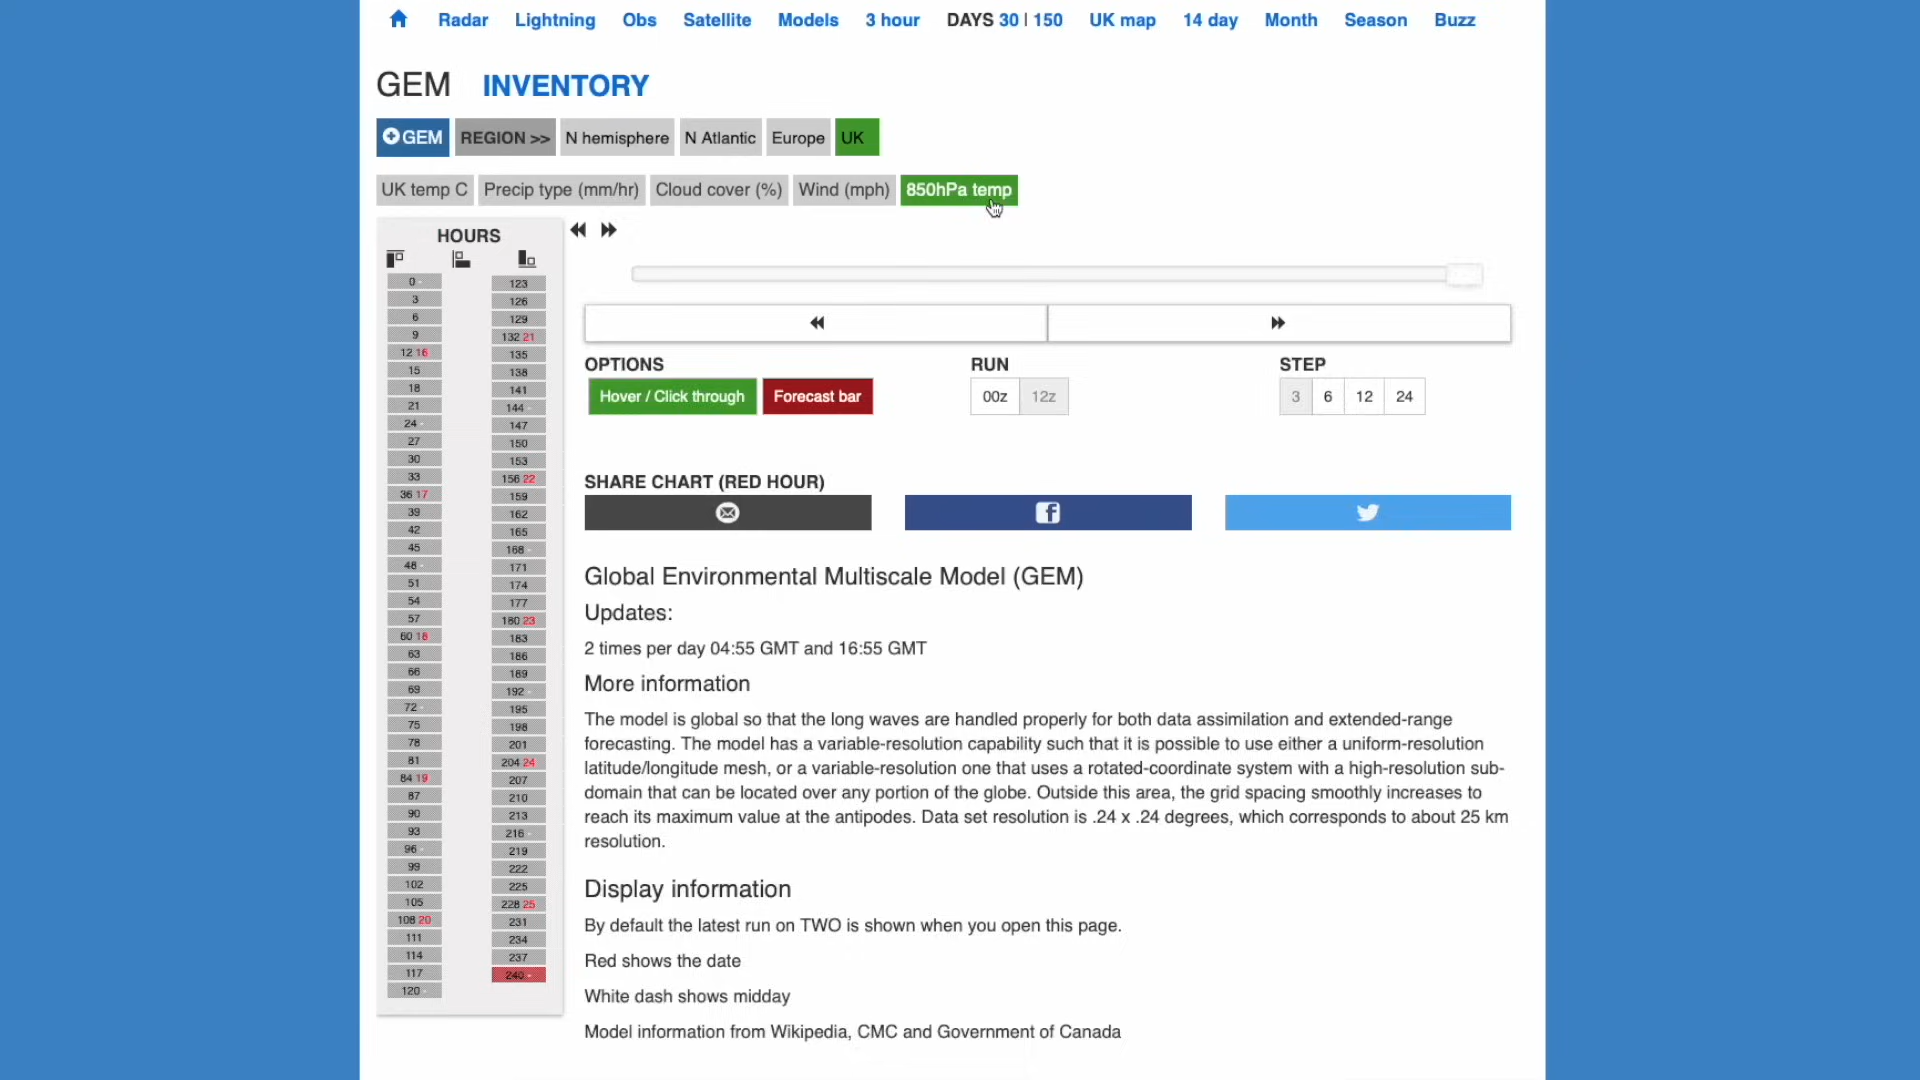 Radar Lightning Obs Satellite Models 3 hour DAYS 30 | 150 UK map 14 day Month Season Buzz
GEM INVENTORY
GEM REGION >> N hemisphere N Atlantic Europe UK
UK temp C Precip type (mm/hr) Cloud cover (%) Wind (mph) 850hPa temp
HOURS
0 - 123
3 126
6 129
9 132 21
12 16 135
15 138
18 141
21 144 -
24 - 147
27 150
30 153
33 156 22
36 17 159
39 162
42 165
45 168 -
48 - 171
51 174
54 177
57 180 23
60 18 183
63 186
66 189
69 192 -
72 - 195
75 198
78 201
81 204 24
84 19 207
87 210
90 213
93 216 -
96 - 219
99 222
102 225
105 228 25
108 20 231
111 234
114 237
117 240 -
120 -
OPTIONS RUN STEP
Hover / Click through Forecast bar 00z 12z 3 6 12 24
SHARE CHART (RED HOUR)
Global Environmental Multiscale Model (GEM)
Updates:
2 times per day 04:55 GMT and 16:55 GMT
More information
The model is global so that the long waves are handled properly for both data assimilation and extended-range
forecasting. The model has a variable-resolution capability such that it is possible to use either a uniform-resolution
latitude/longitude mesh, or a variable-resolution one that uses a rotated-coordinate system with a high-resolution sub-
domain that can be located over any portion of the globe. Outside this area, the grid spacing smoothly increases to
reach its maximum value at the antipodes. Data set resolution is .24 x .24 degrees, which corresponds to about 25 km
resolution.
Display information
By default the latest run on TWO is shown when you open this page.
Red shows the date
White dash shows midday
Model information from Wikipedia, CMC and Government of Canada